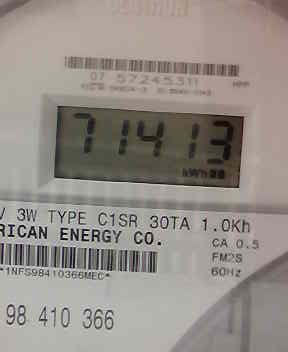 07 57245311
71413
kWh
V 3W TYPE C1SR 30TA 1.0Kh
RICAN ENERGY CO. CA 0.5
FM2S
*1NFS98410366MEC* 60Hz
98 410 366